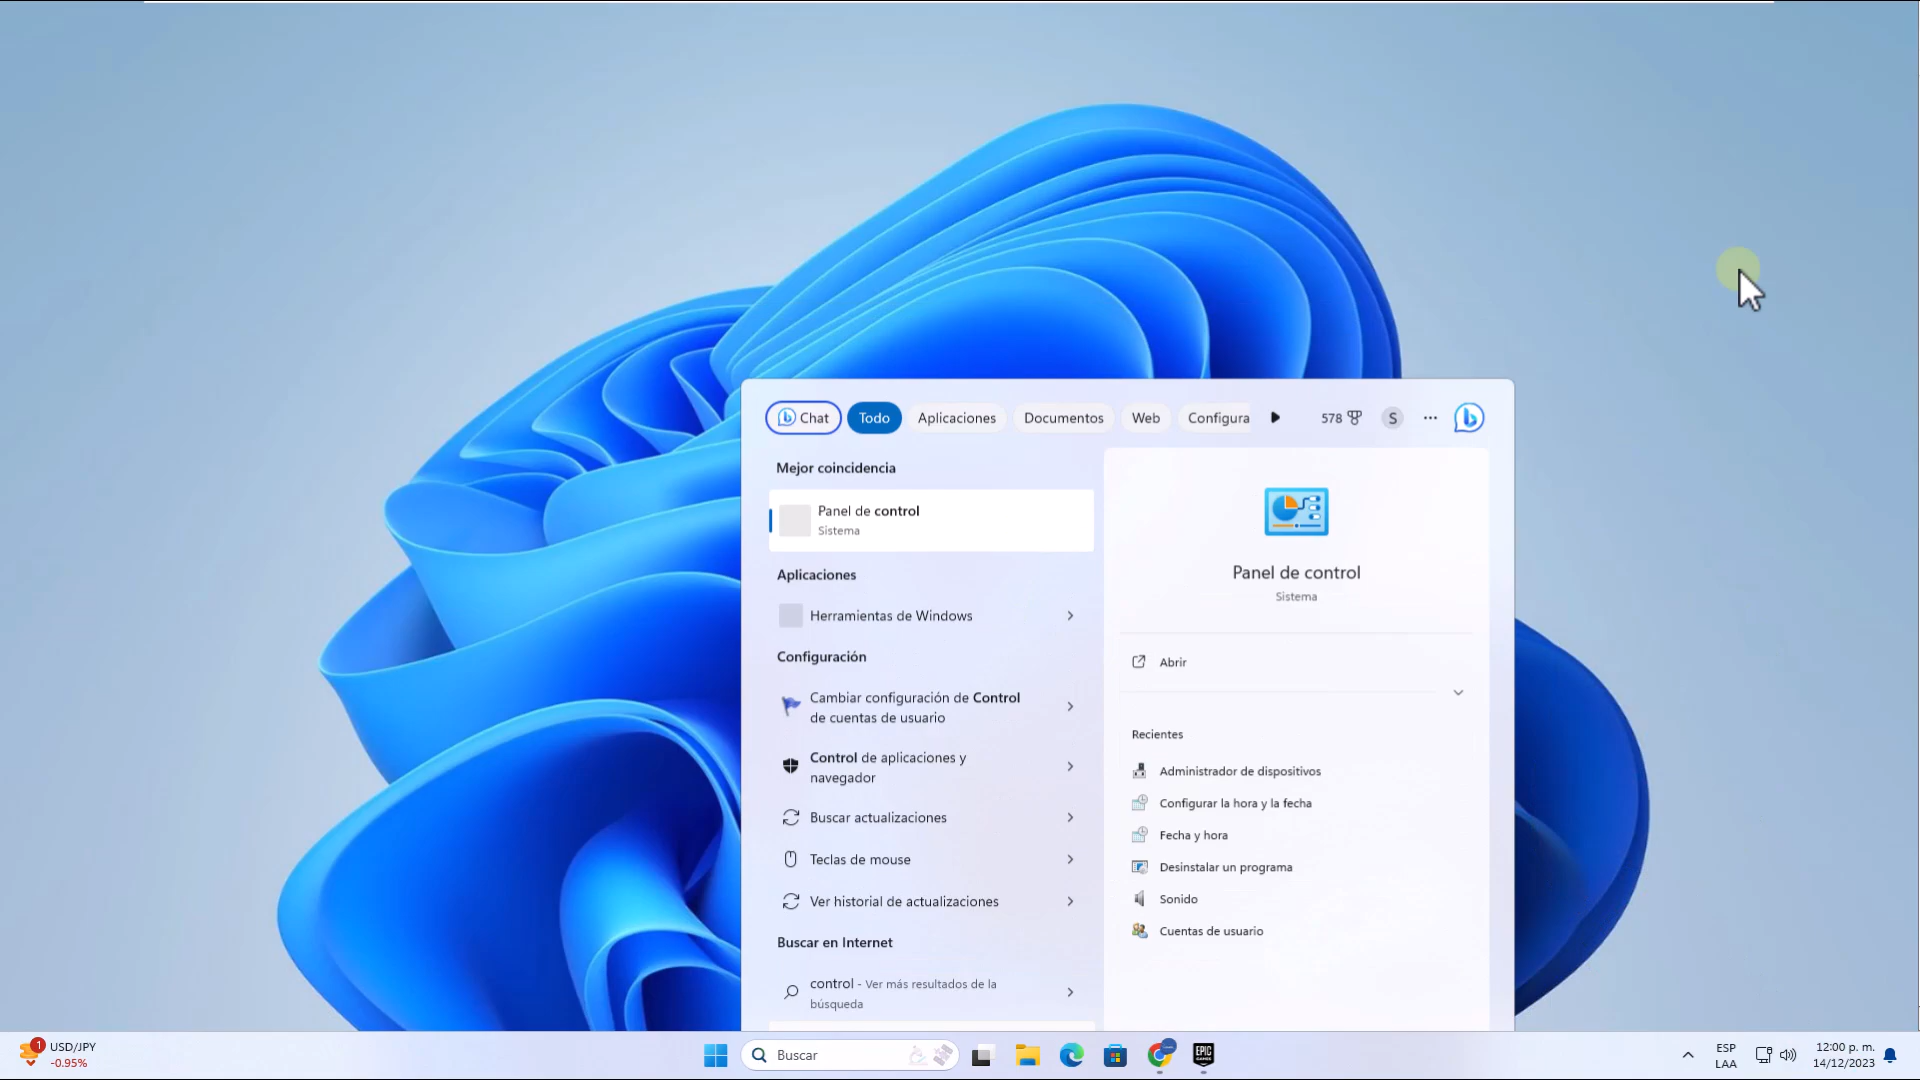 Chat
Todo
Aplicaciones
Documentos
Web
Configura
578
S
Mejor coincidencia
Panel de control
Sistema
Aplicaciones
Herramientas de Windows
Configuración
Cambiar configuración de Control
de cuentas de usuario
Control de aplicaciones y
navegador
Buscar actualizaciones
Teclas de mouse
Ver historial de actualizaciones
Buscar en Internet
control - Ver más resultados de la
búsqueda
Panel de control
Sistema
Abrir
Recientes
Administrador de dispositivos
Configurar la hora y la fecha
Fecha y hora
Desinstalar un programa
Sonido
Cuentas de usuario
1
USD/JPY
-0.95%
Buscar
EPIC
GAMES
ESP
LAA
12:00 p. m.
14/12/2023